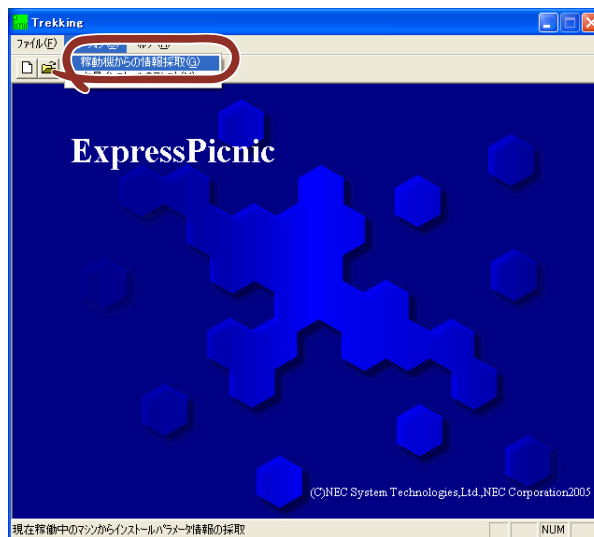 Trekking
ファイル(F)
稼動機からの情報採取(G)
ExpressPicnic
(C)NEC System Technologies,Ltd.,NEC Corporation2005
現在稼働中のマシンからインストールパラメータ情報の採取
NUM